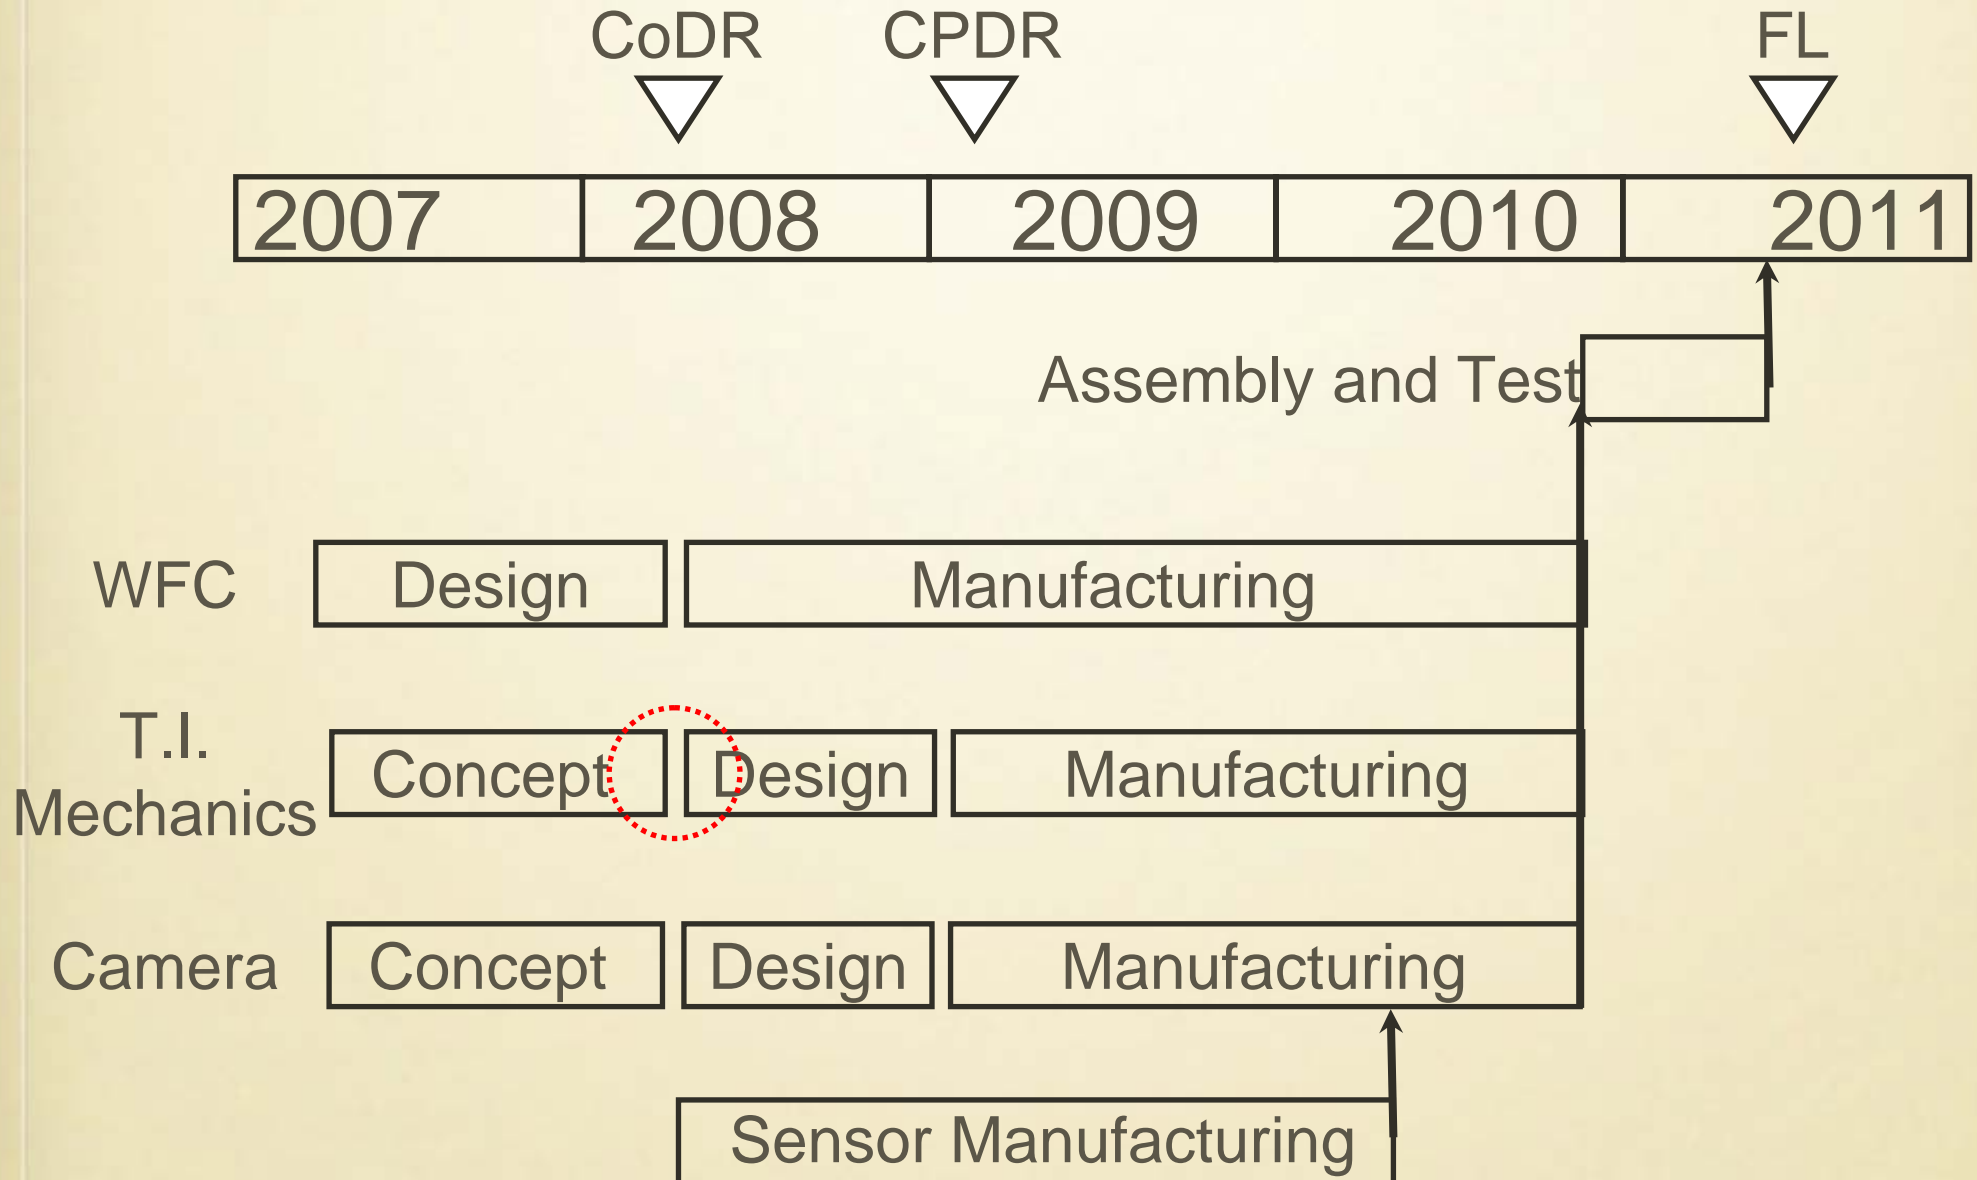 CoDR CPDR FL
2007 2008 2009 2010 2011
Assembly and Test
WFC Design Manufacturing
T.I.
Mechanics Concept Design Manufacturing
Camera Concept Design Manufacturing
Sensor Manufacturing